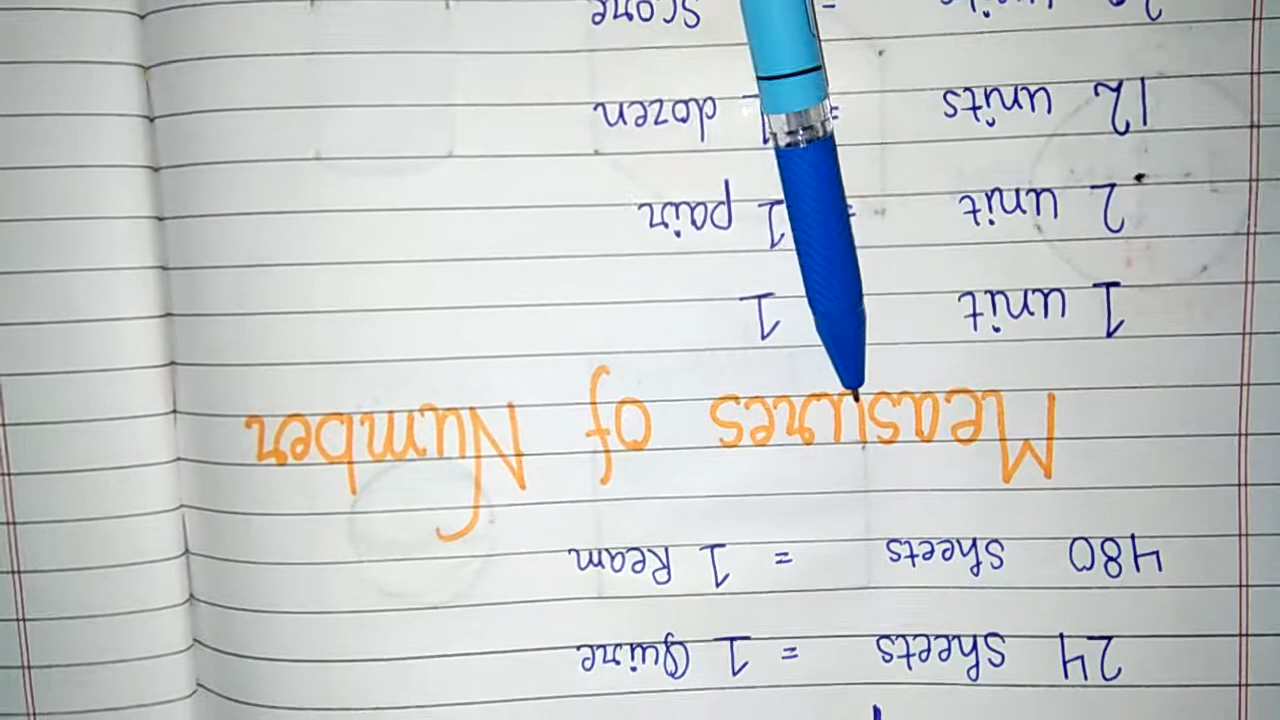 24 Sheets = 1 Quire
480 Sheets = 1 Ream
Measures of Number
1 unit 1
2 unit = 1 pair
12 units = 1 dozen
= Score